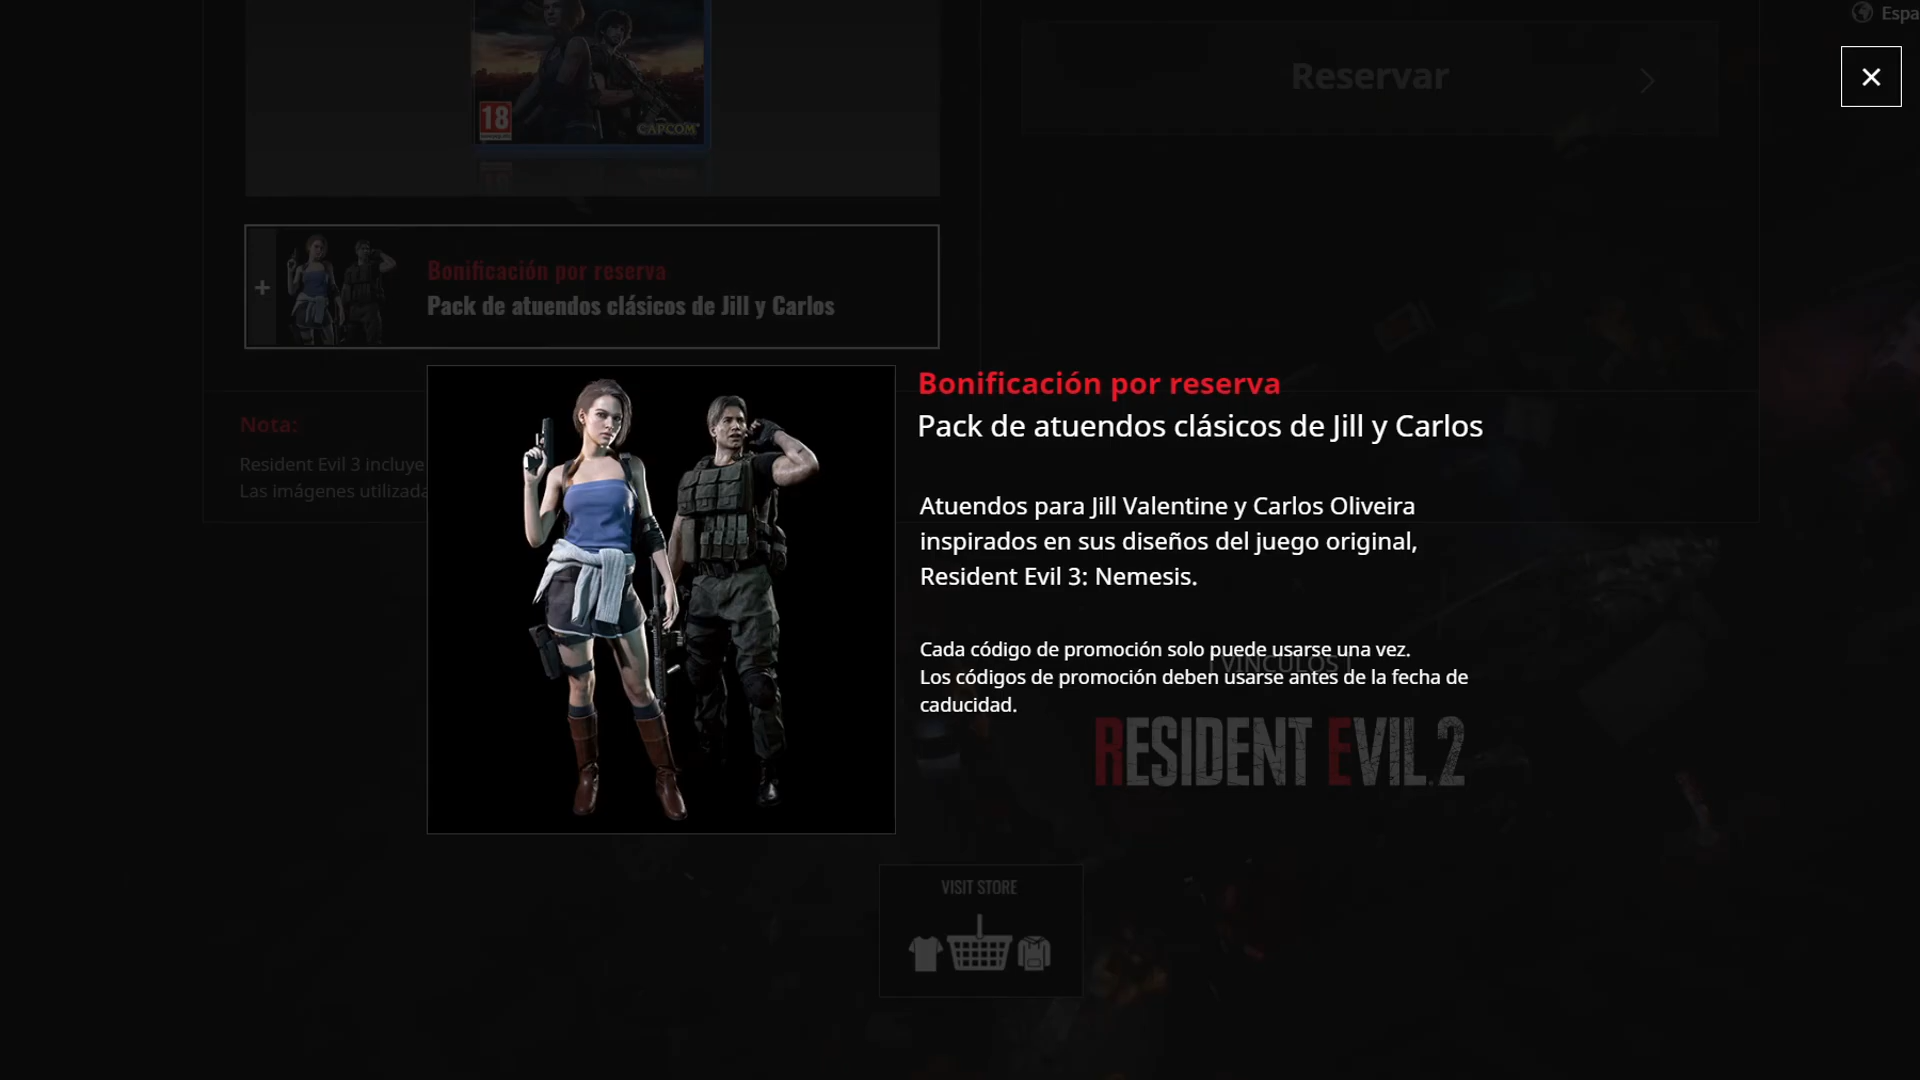 Espa
18
CAPCOM
Reservar
Bonificación por reserva
Pack de atuendos clásicos de Jill y Carlos
Nota:
Resident Evil 3 incluye
Las imágenes utilizada
Bonificación por reserva
Pack de atuendos clásicos de Jill y Carlos
Atuendos para Jill Valentine y Carlos Oliveira
inspirados en sus diseños del juego original,
Resident Evil 3: Nemesis.
Cada código de promoción solo puede usarse una vez.
Los códigos de promoción deben usarse antes de la fecha de
caducidad.
VÍNCULOS
RESIDENT EVIL 2
VISIT STORE